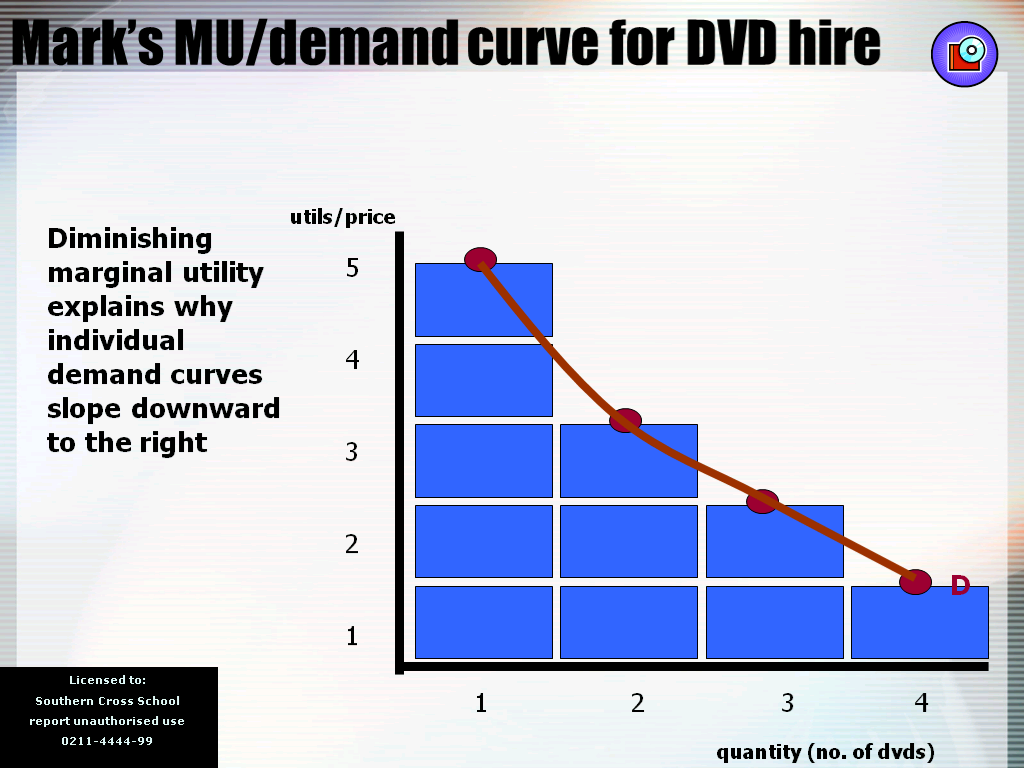 Mark's MU/demand curve for DVD hire
Diminishing
marginal utility
explains why
individual
demand curves
slope downward
to the right
utils/price
5
4
3
2
1
D
1 2 3 4
quantity (no. of dvds)
Licensed to:
Southern Cross School
report unauthorised use
0211-4444-99